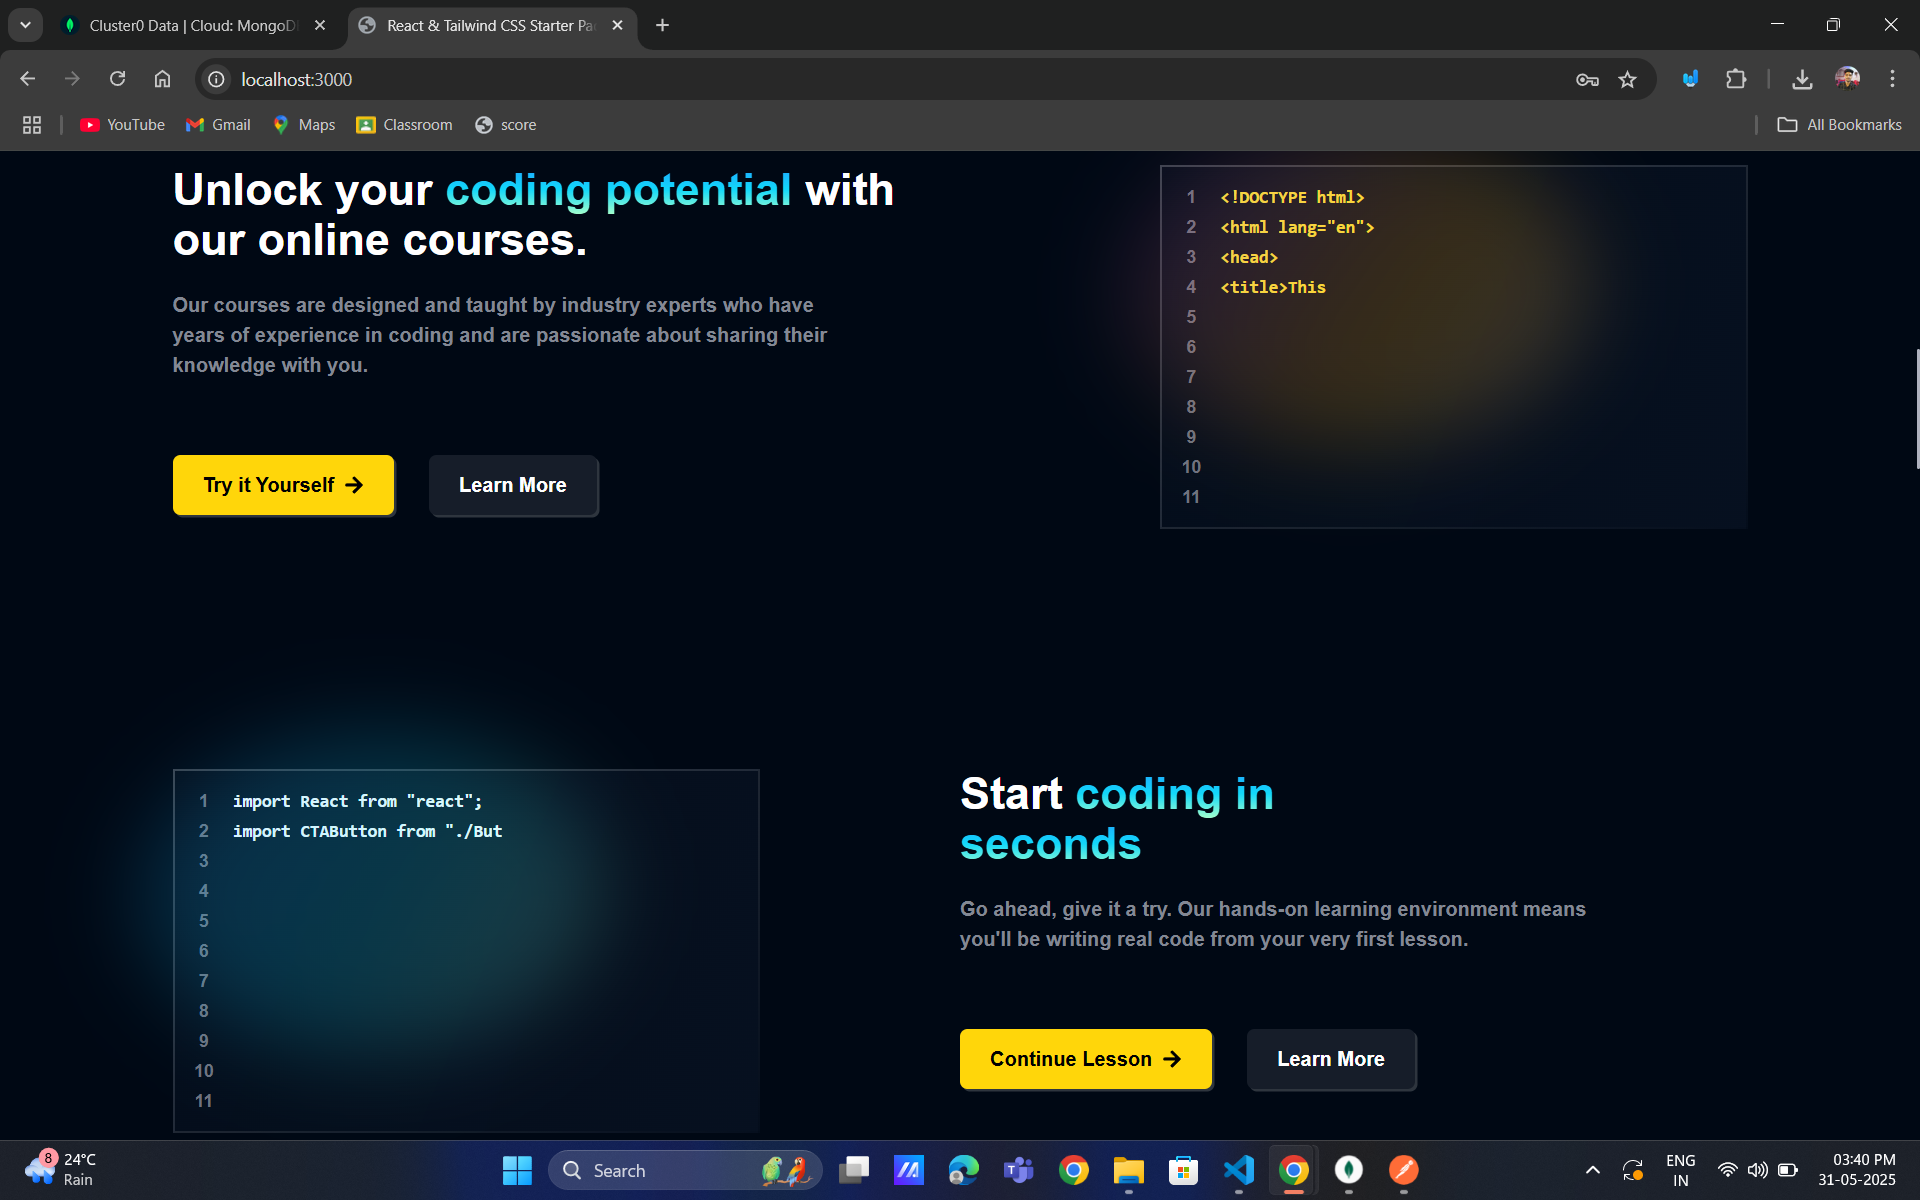 Cluster0 Data | Cloud: MongoD
React & Tailwind CSS Starter Pa
localhost:3000
YouTube
Gmail
Maps
Classroom
score
All Bookmarks
Unlock your coding potential with
our online courses.
Our courses are designed and taught by industry experts who have
years of experience in coding and are passionate about sharing their
knowledge with you.
Try it Yourself
Learn More
1 <!DOCTYPE html>
2 <html lang="en">
3 <head>
4 <title>This
5
6
7
8
9
10
11
1 import React from "react";
2 import CTAButton from "./But
3
4
5
6
7
8
9
10
11
Start coding in
seconds
Go ahead, give it a try. Our hands-on learning environment means
you'll be writing real code from your very first lesson.
Continue Lesson
Learn More
8
24°C
Rain
Search
ENG
IN
03:40 PM
31-05-2025